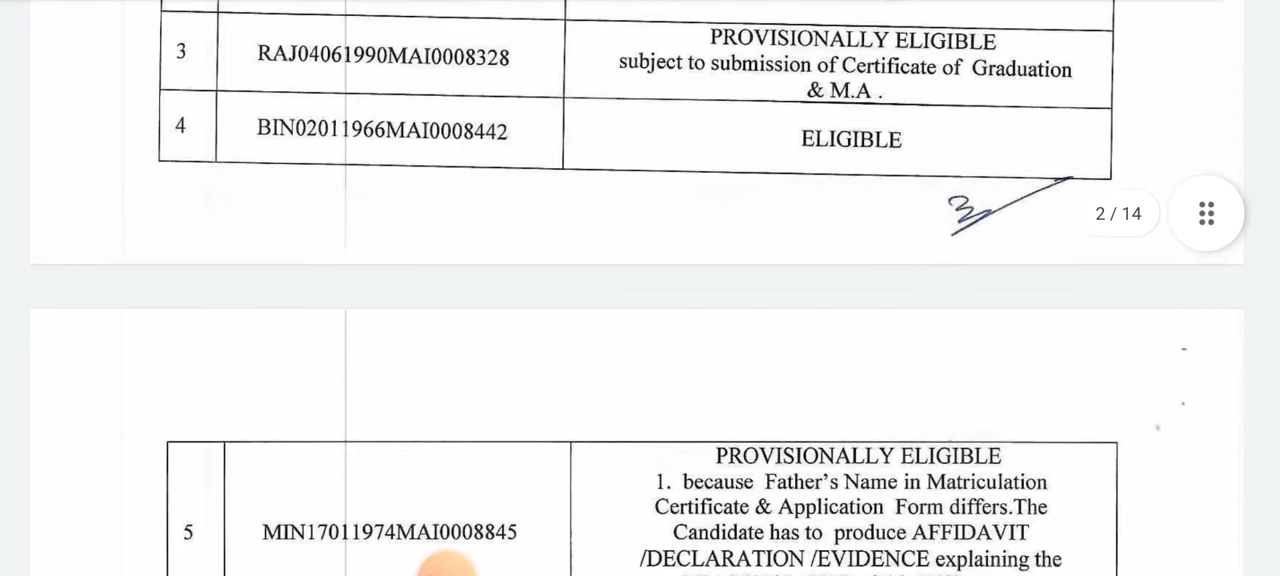 3
RAJ04061990MAI0008328
PROVISIONALLY ELIGIBLE
subject to submission of Certificate of Graduation
& M.A .
4
BIN02011966MAI0008442
ELIGIBLE
2 / 14
5
MIN17011974MAI0008845
PROVISIONALLY ELIGIBLE
1. because Father's Name in Matriculation
Certificate & Application Form differs.The
Candidate has to produce AFFIDAVIT
/DECLARATION /EVIDENCE explaining the